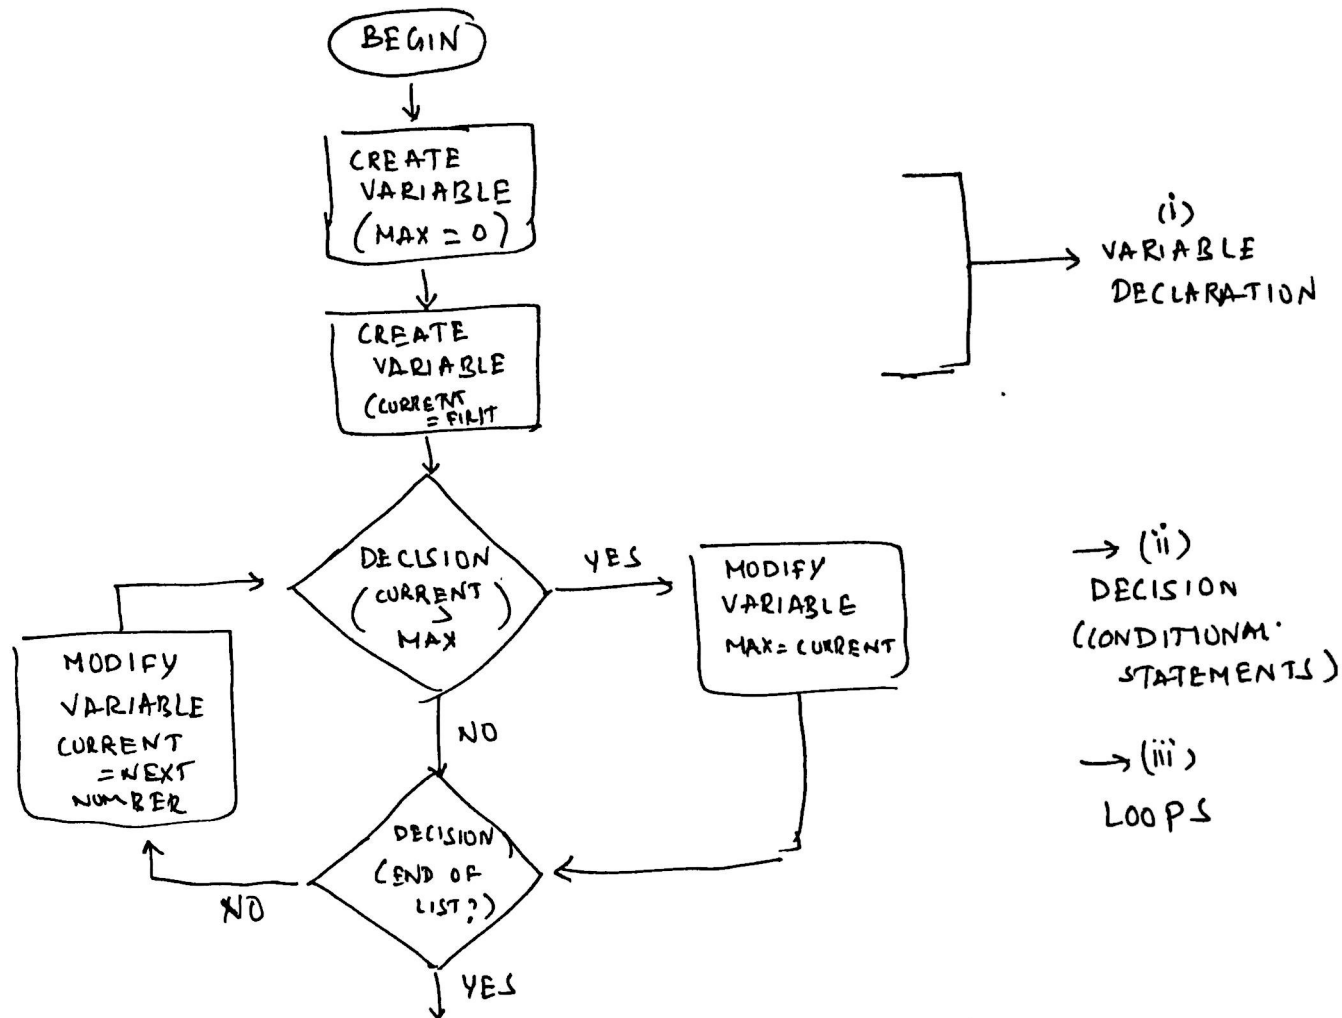 BEGIN
CREATE
VARIABLE
(MAX = 0)
CREATE
VARIABLE
(CURRENT
= FIRST
DECISION
(CURRENT
>
MAX)
YES
MODIFY
VARIABLE
MAX = CURRENT
NO
DECISION
(END OF
LIST?)
NO
MODIFY
VARIABLE
CURRENT
= NEXT
NUMBER
YES
(i)
VARIABLE
DECLARATION
→ (ii)
DECISION
(CONDITIONAL
STATEMENTS)
→ (iii)
LOOPS